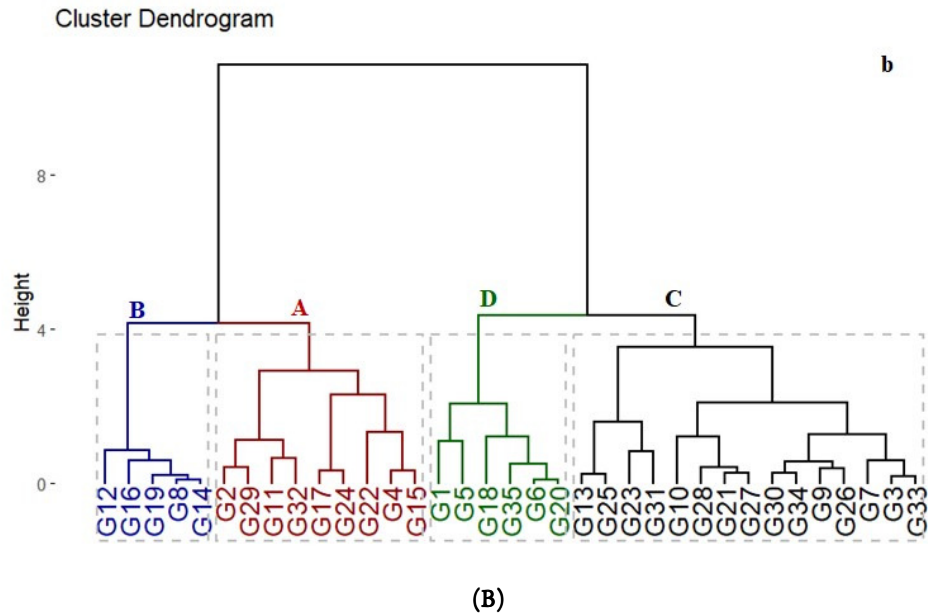 Cluster Dendrogram
b
8
B
A
D
C
Height
4
0
G12
G16
G19
G8
G14
G2
G29
G11
G32
G17
G24
G22
G4
G15
G1
G5
G18
G35
G6
G20
G13
G25
G23
G31
G10
G28
G21
G27
G30
G34
G9
G26
G7
G3
G33
(B)